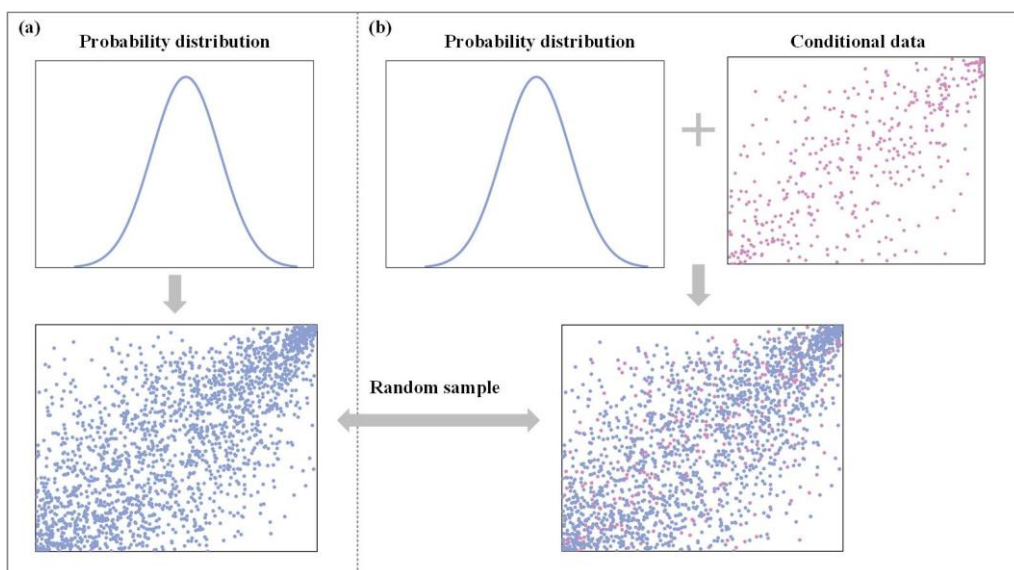 (a)
Probability distribution
(b)
Probability distribution
Conditional data
Random sample